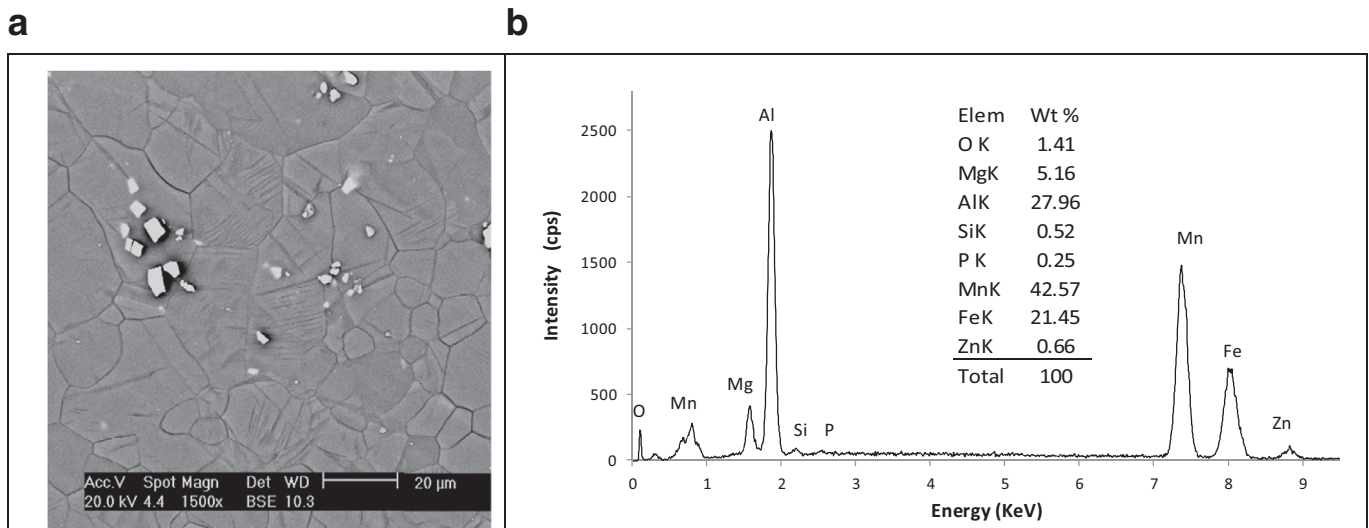 a
b
Acc.V Spot Magn Det WD 20 µm
20.0 kV 4.4 1500x BSE 10.3
Intensity (cps)
2500
2000
1500
1000
500
0
O
Mn
Mg
Al
Si
P
Mn
Fe
Zn
Elem Wt %
O K 1.41
MgK 5.16
AlK 27.96
SiK 0.52
P K 0.25
MnK 42.57
FeK 21.45
ZnK 0.66
Total 100
0 1 2 3 4 5 6 7 8 9
Energy (KeV)